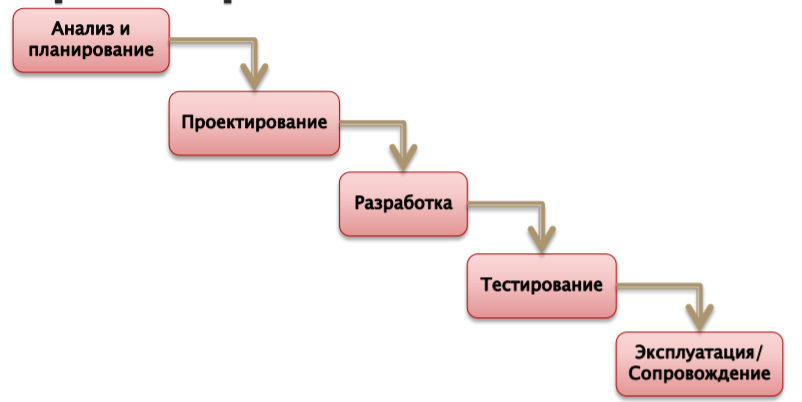 Анализ и
планирование
Проектирование
Разработка
Тестирование
Эксплуатация/
Сопровождение